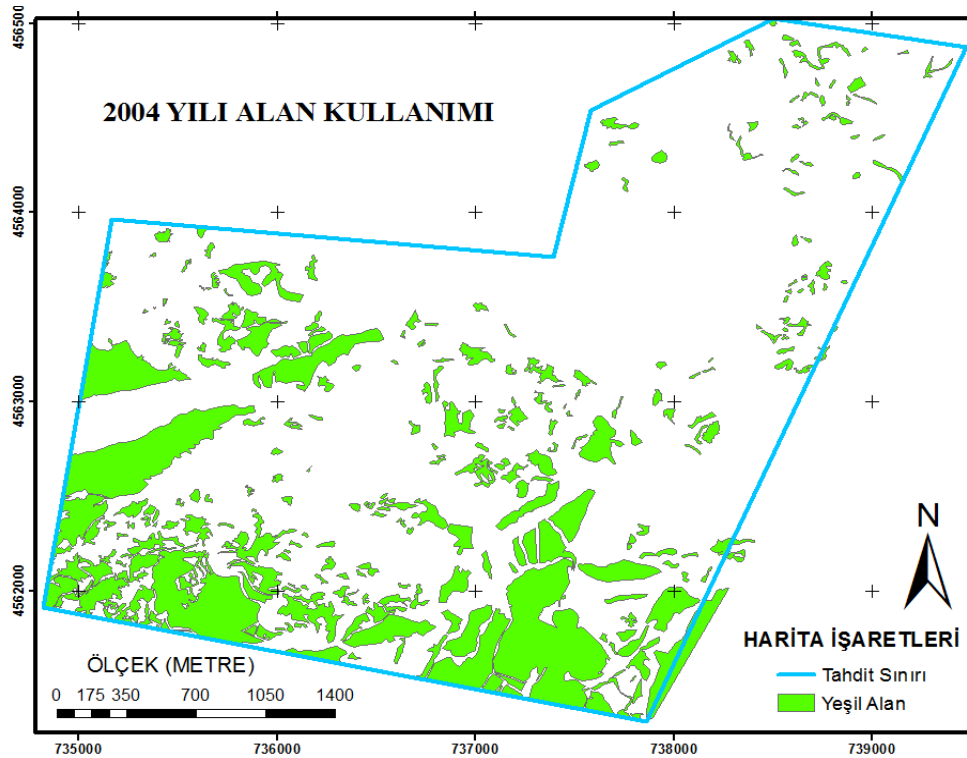 2004 YILI ALAN KULLANIMI
4565000
4564000
4563000
4562000
N
HARİTA İŞARETLERİ
Tahdit Sınırı
Yeşil Alan
ÖLÇEK (METRE)
0 175 350 700 1050 1400
735000 736000 737000 738000 739000